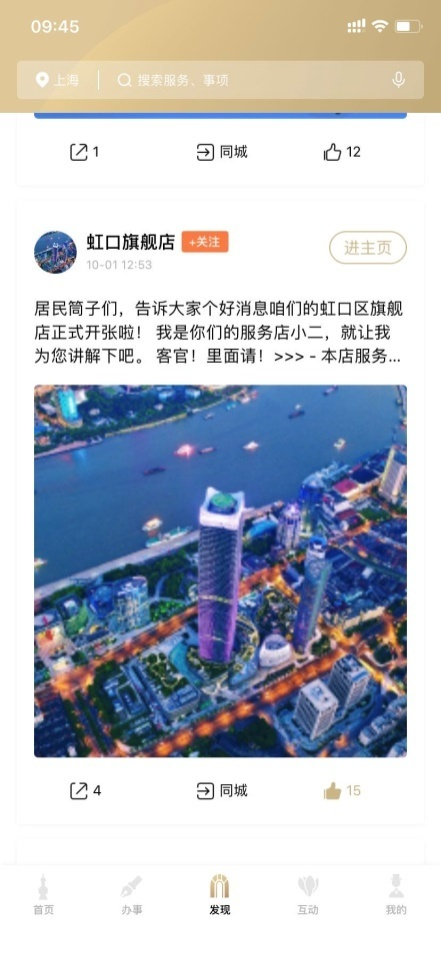 09:45
上海
搜索服务、事项
1
同城
12
虹口旗舰店
+关注
10-01 12:53
进主页
居民筒子们，告诉大家个好消息咱们的虹口区旗舰
店正式开张啦！ 我是你们的服务店小二，就让我
为您讲解下吧。 客官！里面请！>>> - 本店服务...
4
同城
15
首页
办事
发现
互动
我的